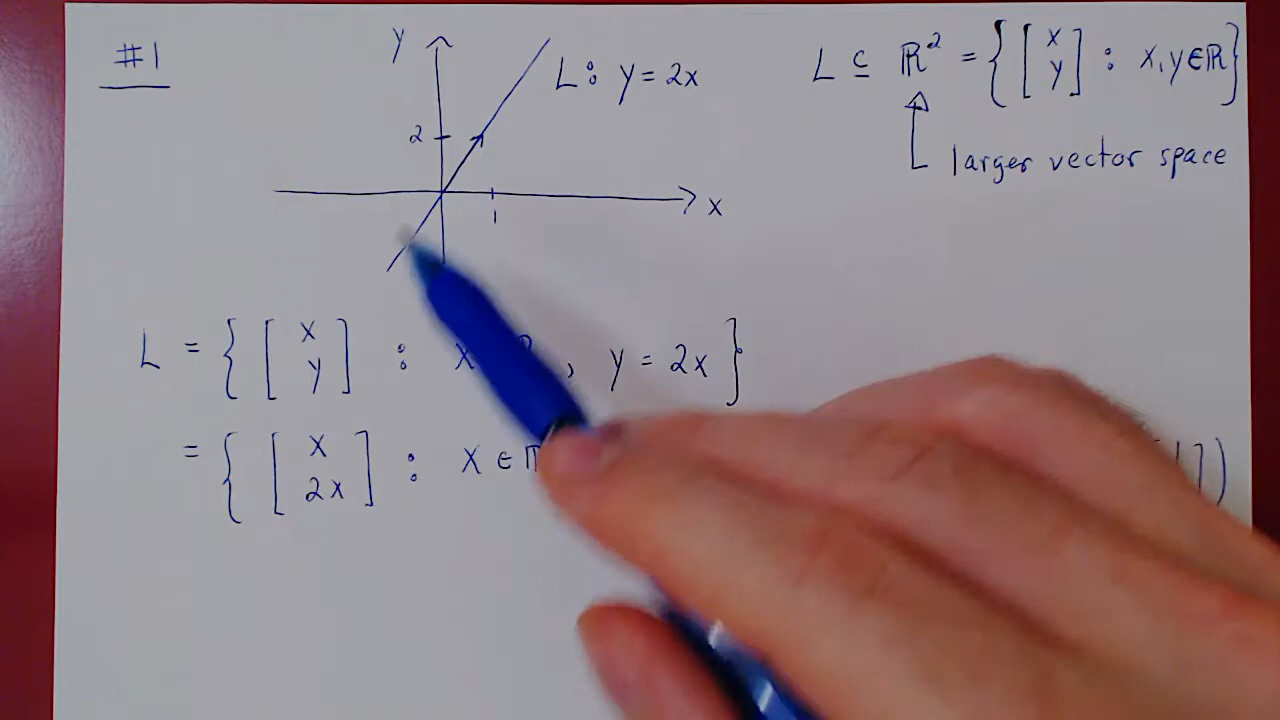 #1
y
L: y = 2x
2
1
x
L ⊆ ℝ² = { [ x y ] : x, y ∈ ℝ }
larger vector space
L = { [ x y ] : x , y = 2x }
= { [ x 2x ] : x ∈ ℝ
] )